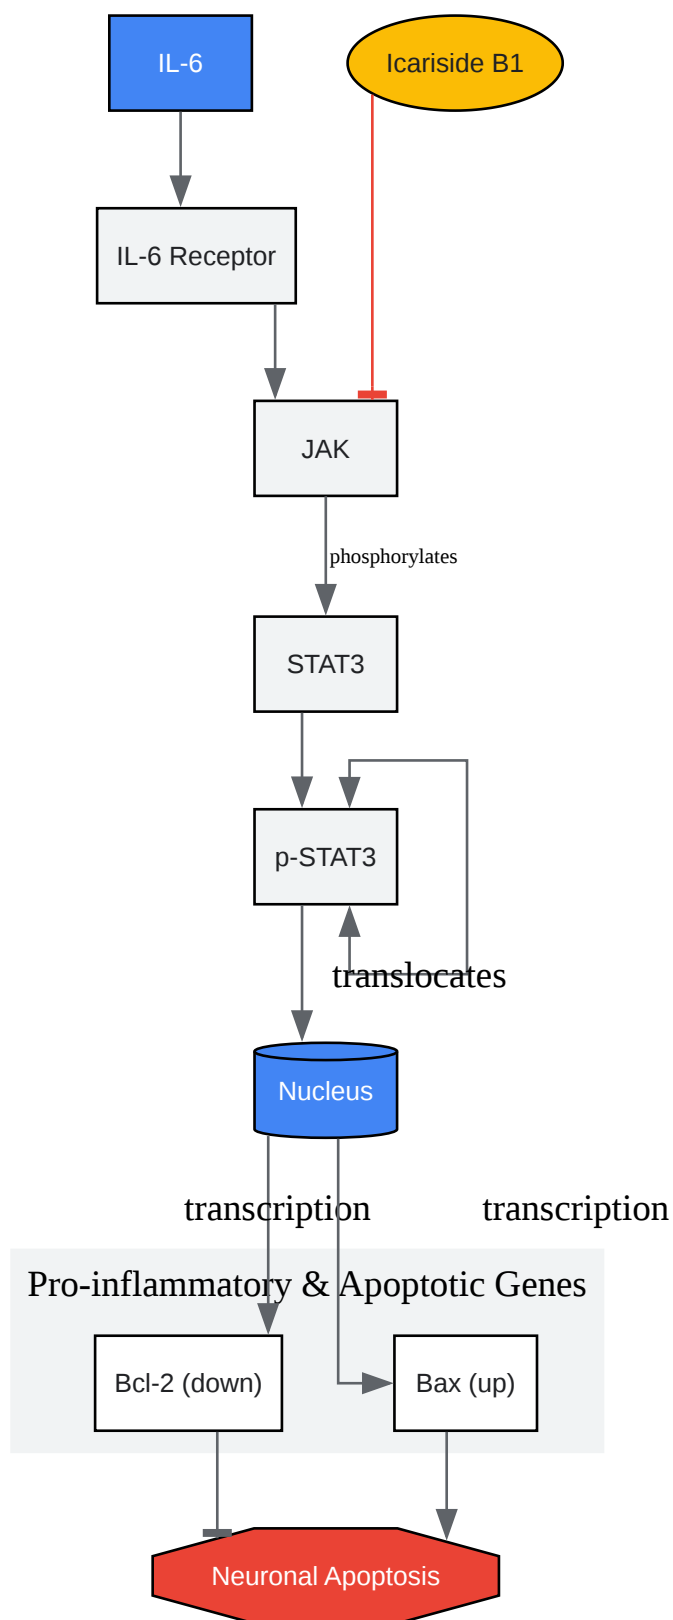 IL-6
Icariside B1
IL-6 Receptor
JAK
phosphorylates
STAT3
p-STAT3
translocates
Nucleus
transcription
transcription
Pro-inflammatory & Apoptotic Genes
Bcl-2 (down)
Bax (up)
Neuronal Apoptosis